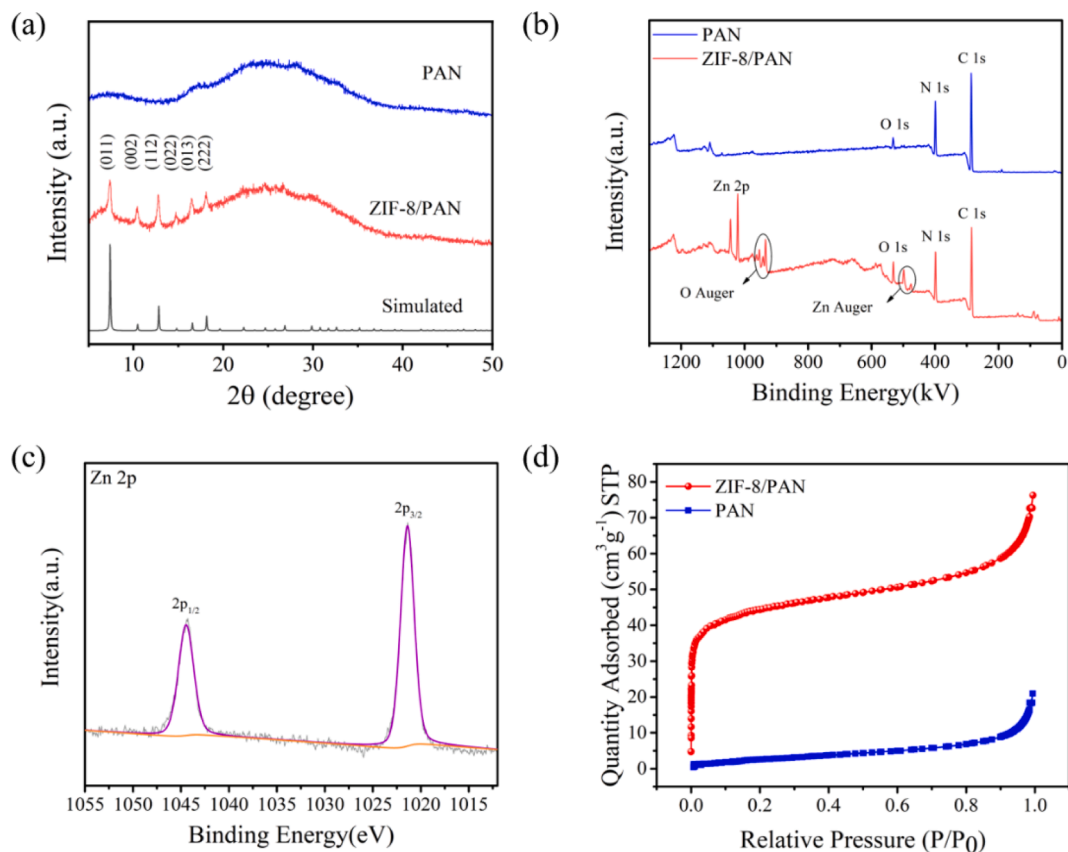 (a)
PAN
(011)
(002)
(112)
(022)
(013)
(222)
ZIF-8/PAN
Simulated
Intensity (a.u.)
10 20 30 40 50
2θ (degree)
(b)
PAN
ZIF-8/PAN
C 1s
N 1s
O 1s
Zn 2p
C 1s
O 1s
N 1s
O Auger
Zn Auger
Intensity(a.u.)
1200 1000 800 600 400 200 0
Binding Energy(kV)
(c)
Zn 2p
2p3/2
2p1/2
Intensity(a.u.)
1055 1050 1045 1040 1035 1030 1025 1020 1015
Binding Energy(eV)
(d)
ZIF-8/PAN
PAN
Quantity Adsorbed (cm³g⁻¹) STP
80
70
60
50
40
30
20
10
0
0.0 0.2 0.4 0.6 0.8 1.0
Relative Pressure (P/P0)